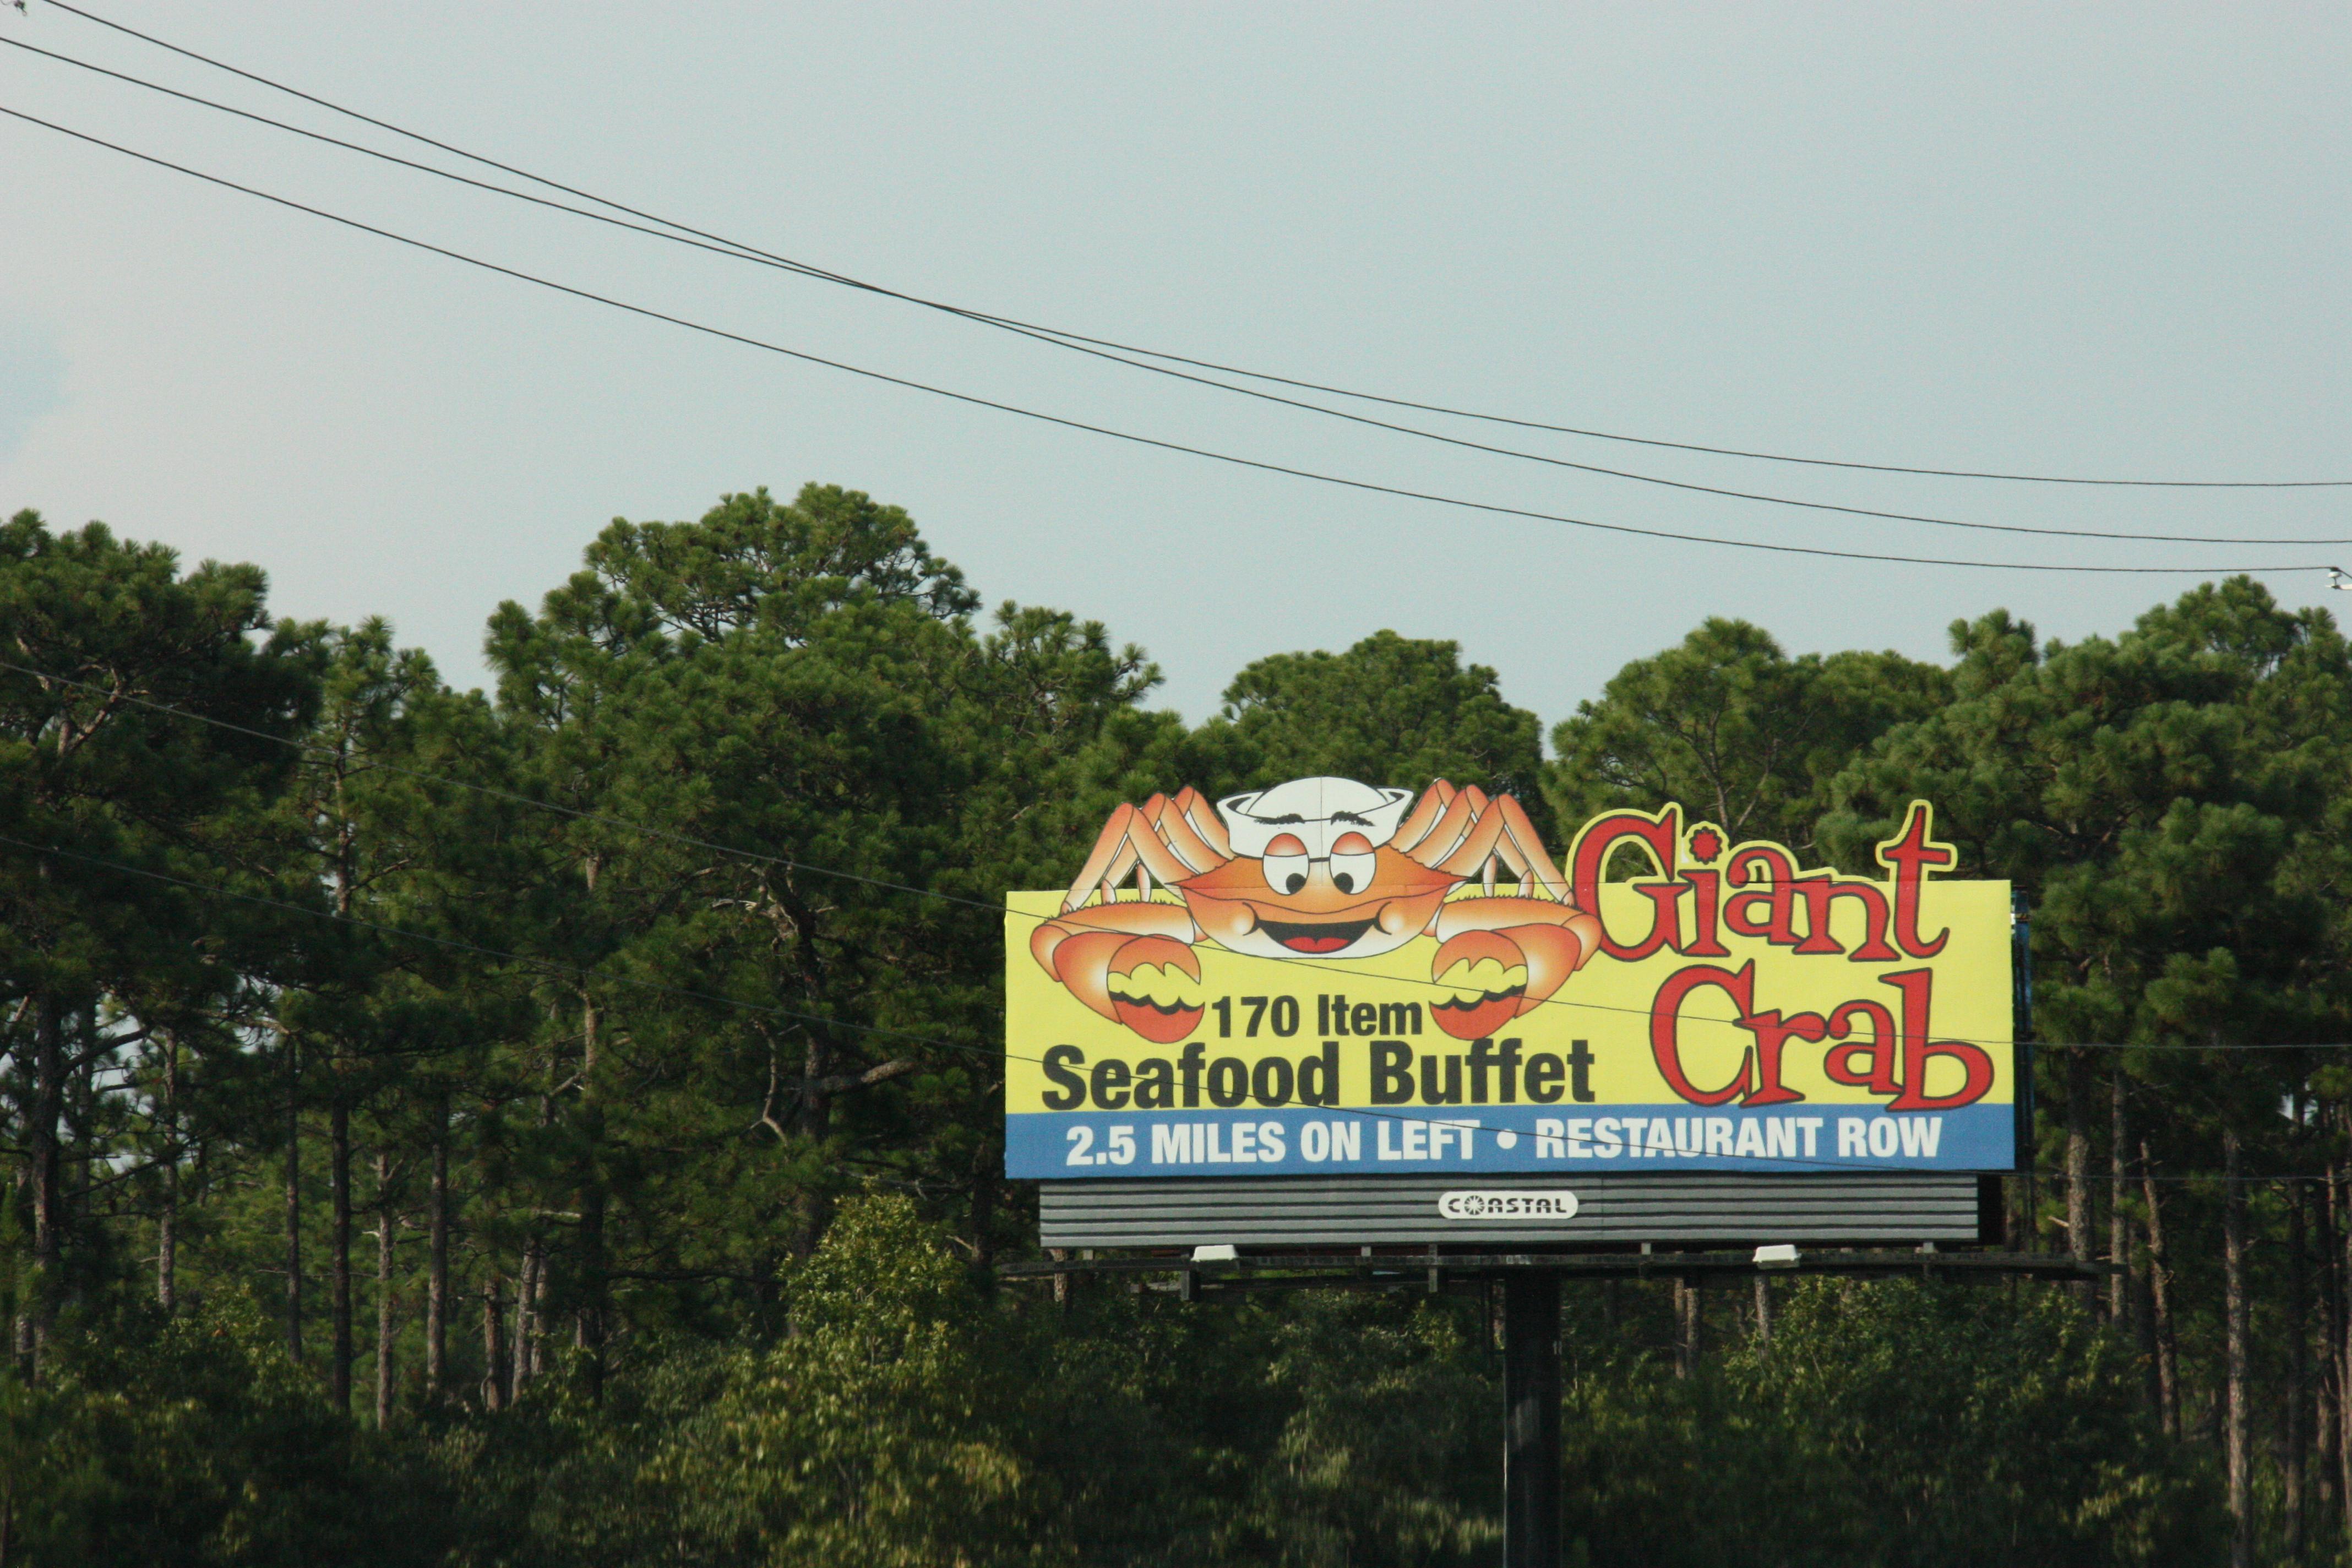 Giant
Crab
170 Item
Seafood Buffet
2.5 MILES ON LEFT • RESTAURANT ROW
COASTAL